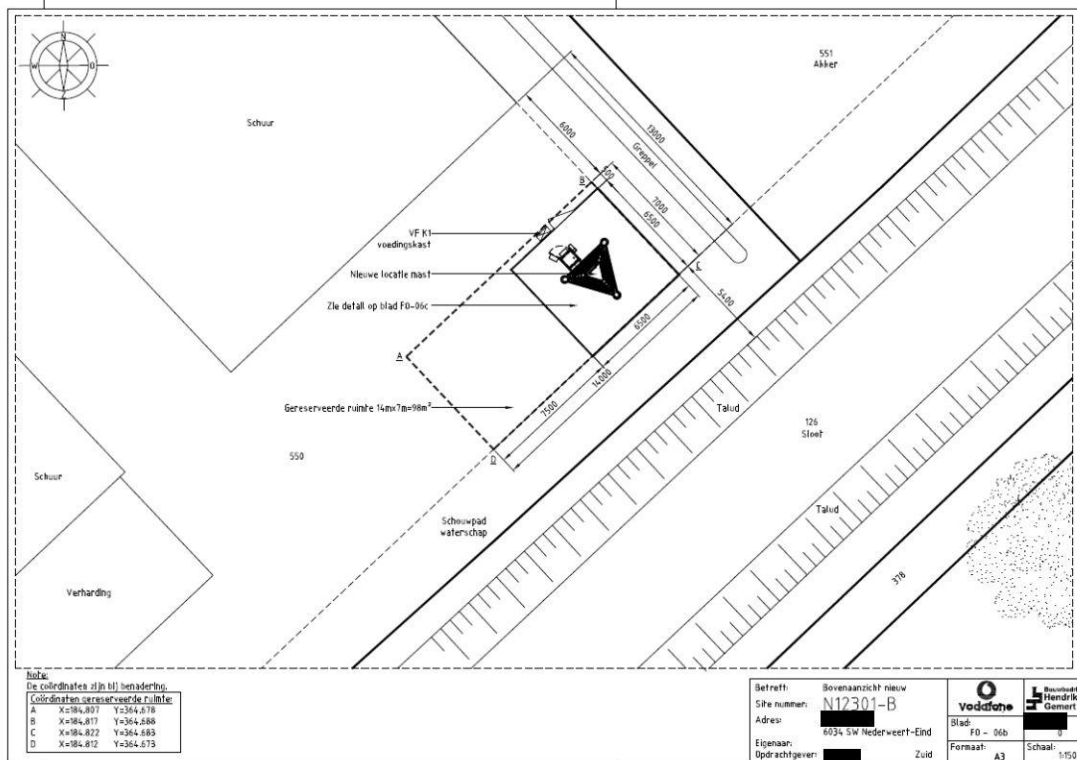 N
W
O
Z
Schuur
551
Akker
6000
13000
Greppel
B
500
7000
6500
VF K1
voedingskast
Nieuwe locatie mast
Zie detail op blad FO-06c
C
5400
A
6500
14000
7500
Gereserveerde ruimte 14mx7m=98m²
D
550
Talud
126
Sloot
Schuur
Schouwpad
waterschap
Talud
378
Verharding
Note:
De coördinaten zijn bij benadering.
Coördinaten gereserveerde ruimte:
A X=184.807 Y=364.678
B X=184.817 Y=364.688
C X=184.822 Y=364.683
D X=184.812 Y=364.673
Betreft: Bovenaanzicht nieuw
Site nummer: N12301-B
Adres:
6034 SW Nederweert-Eind
Eigenaar:
Opdrachtgever: Zuid
vodafone
Hendrik
Gemert
Blad:
FO - 06b
0
Formaat:
A3
Schaal:
1:150